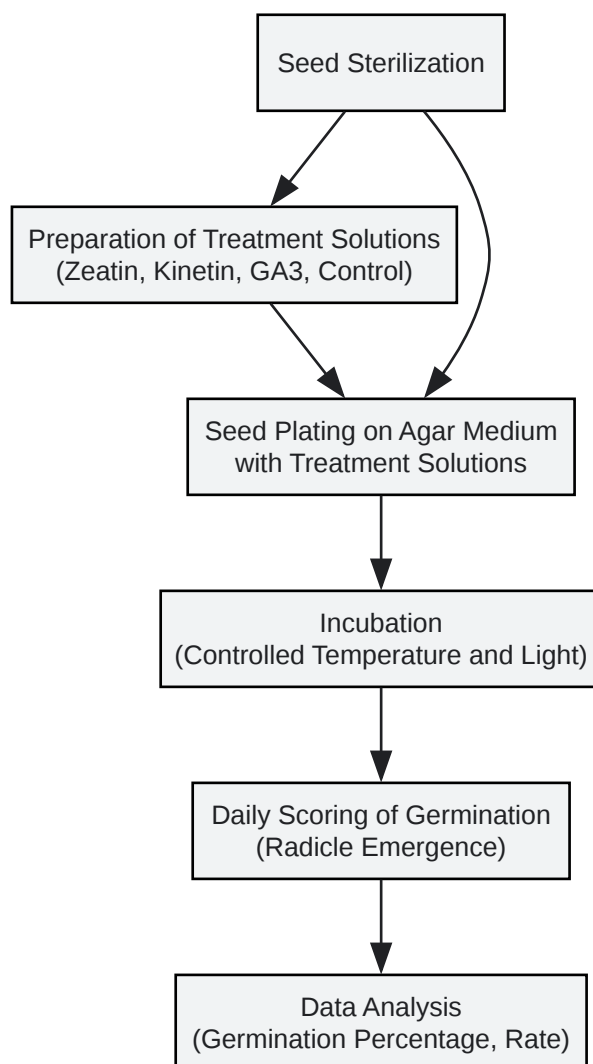 Seed Sterilization
Preparation of Treatment Solutions
(Zeatin, Kinetin, GA3, Control)
Seed Plating on Agar Medium
with Treatment Solutions
Incubation
(Controlled Temperature and Light)
Daily Scoring of Germination
(Radicle Emergence)
Data Analysis
(Germination Percentage, Rate)